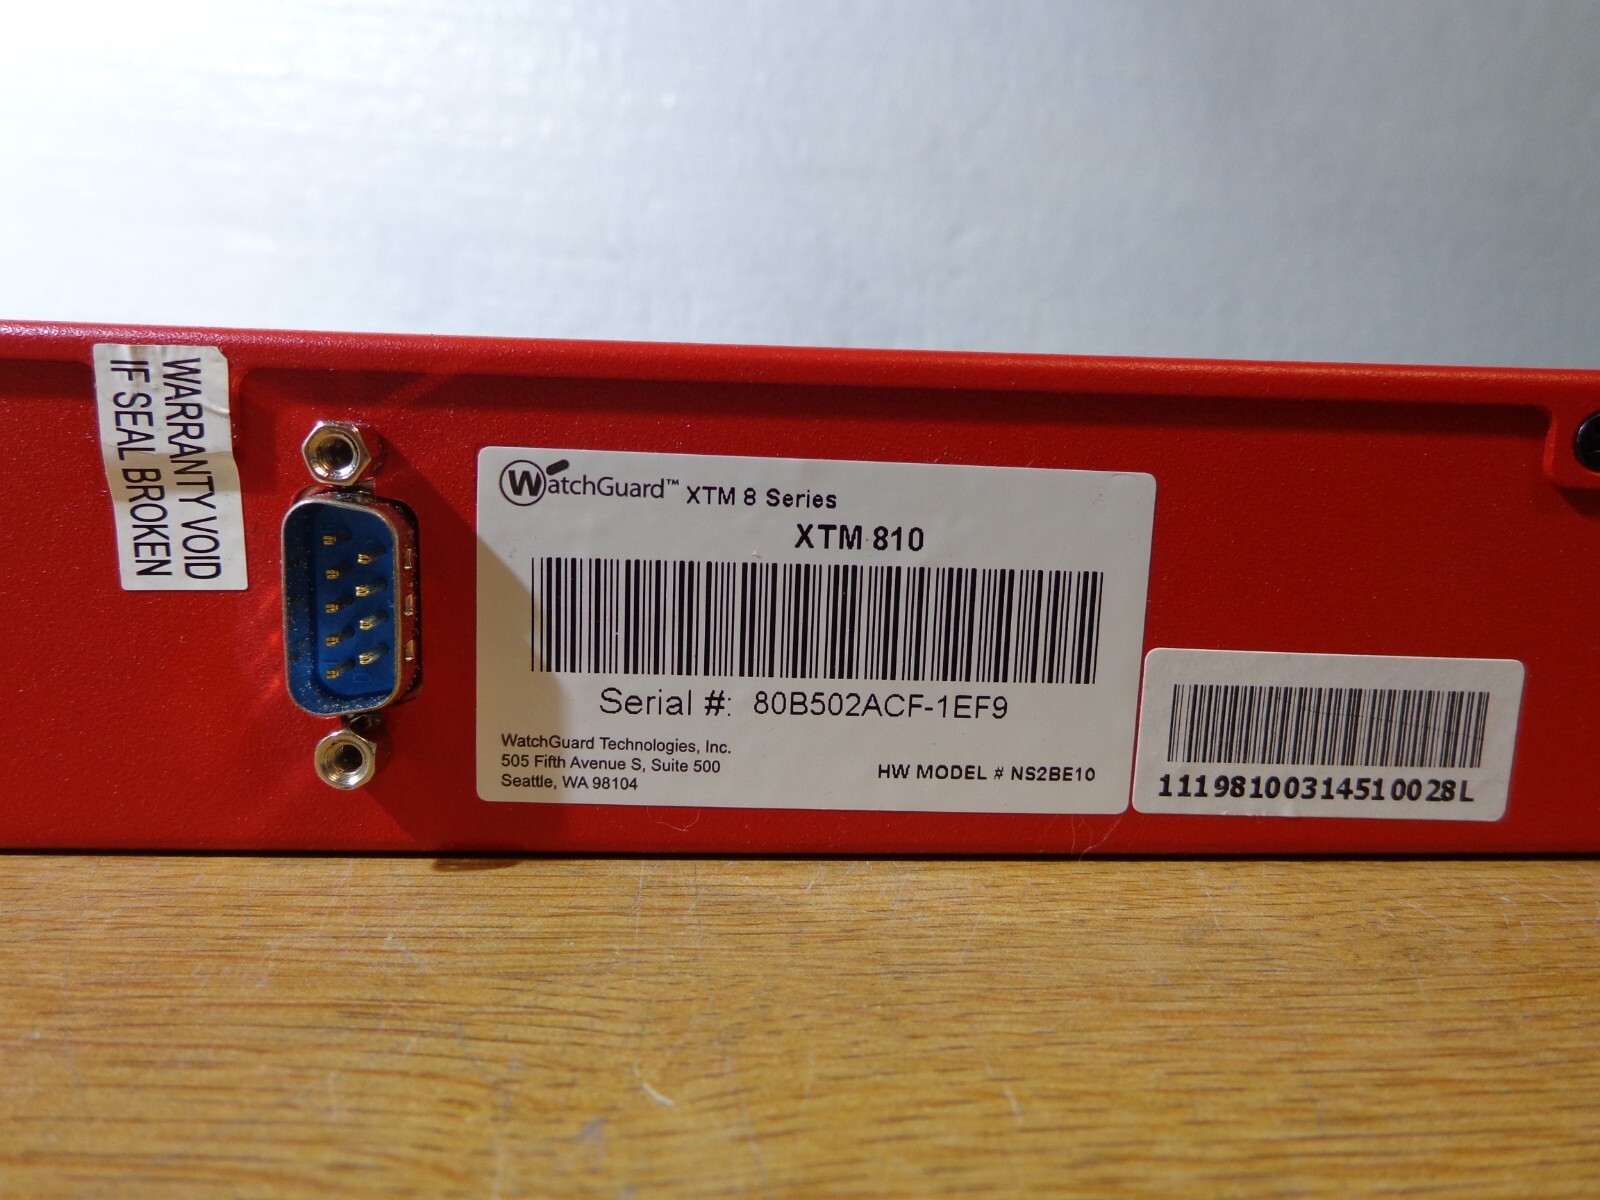 WARRANTY VOID
IF SEAL BROKEN
WatchGuard™ XTM 8 Series
XTM 810
Serial #: 80B502ACF-1EF9
WatchGuard Technologies, Inc.
505 Fifth Avenue S, Suite 500
Seattle, WA 98104
HW MODEL # NS2BE10
11198100314510028L